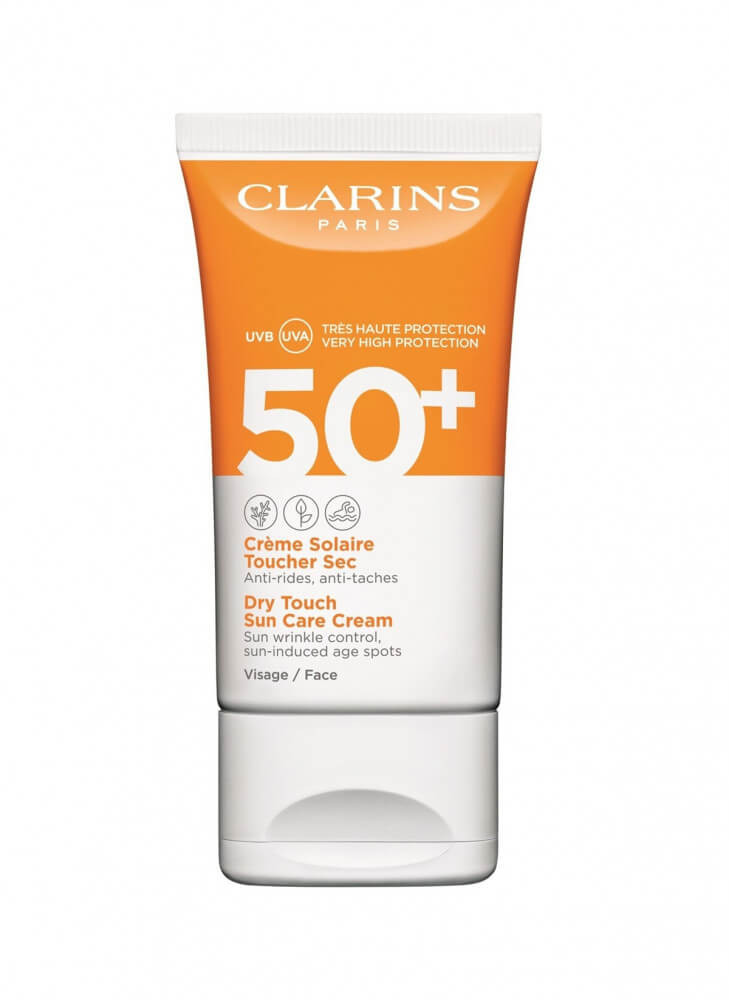 CLARINS
PARIS
UVB UVA TRÈS HAUTE PROTECTION
VERY HIGH PROTECTION
50+
Crème Solaire
Toucher Sec
Anti-rides, anti-taches
Dry Touch
Sun Care Cream
Sun wrinkle control,
sun-induced age spots
Visage / Face